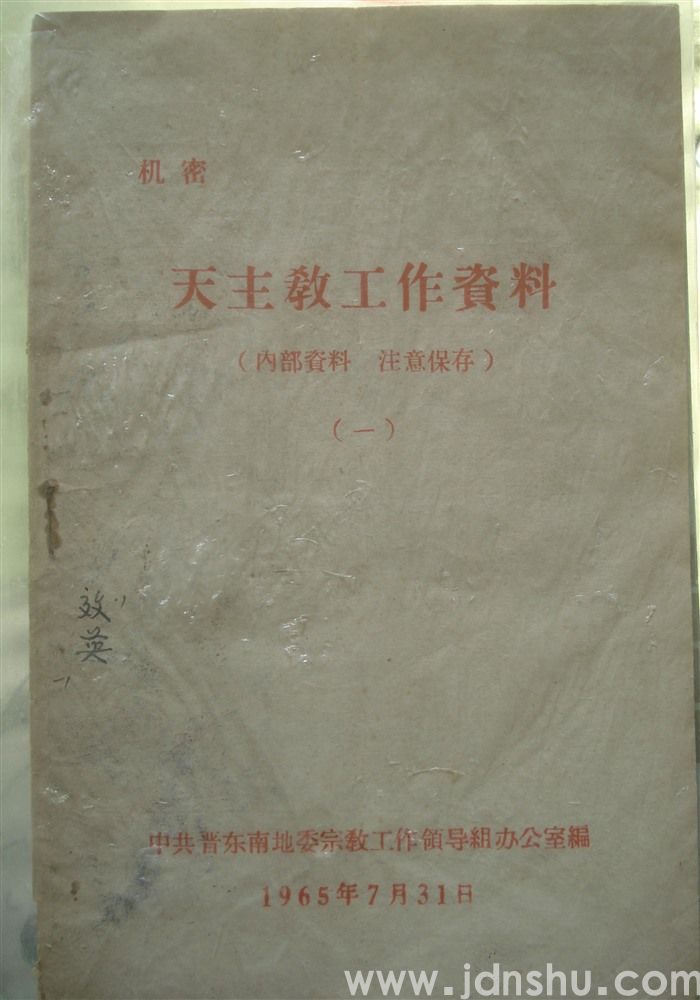 机密
天主教工作資料
（內部資料　注意保存）
（一）
效英
中共晋东南地委宗教工作領导組办公室編
1965年7月31日
www.jdnshu.com